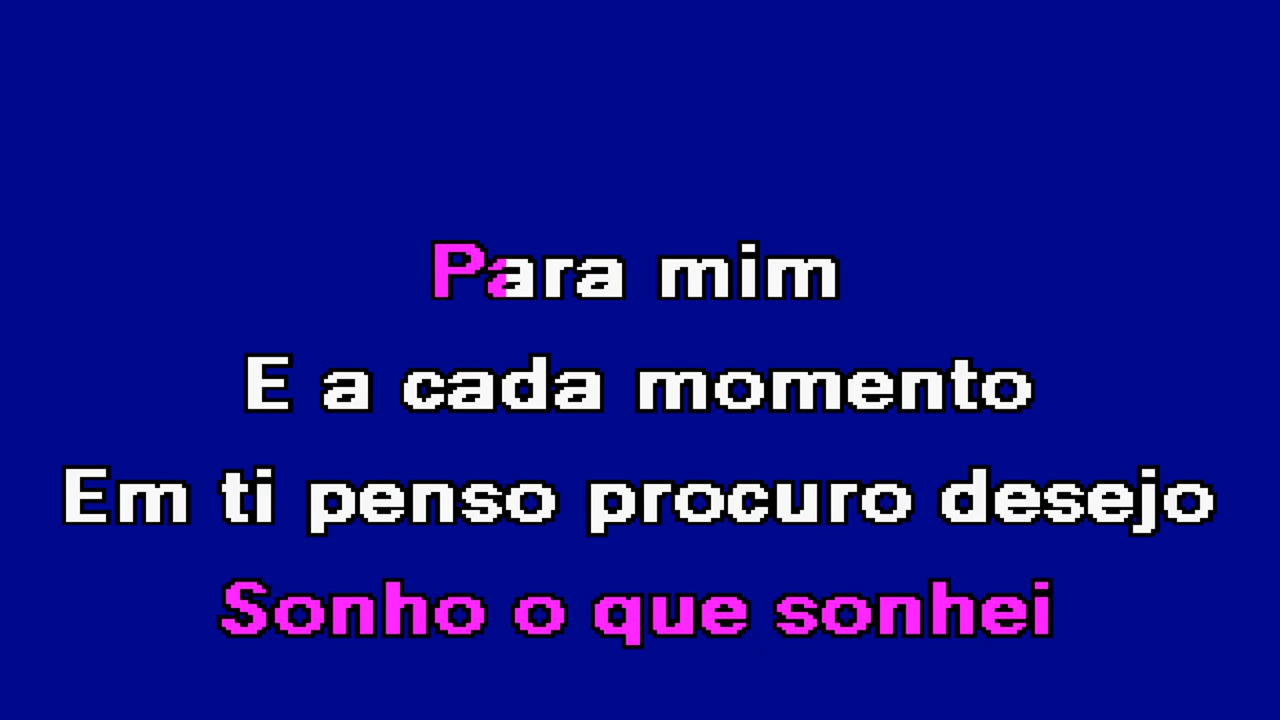 Para mim
E a cada momento
Em ti penso procuro desejo
Sonho o que sonhei